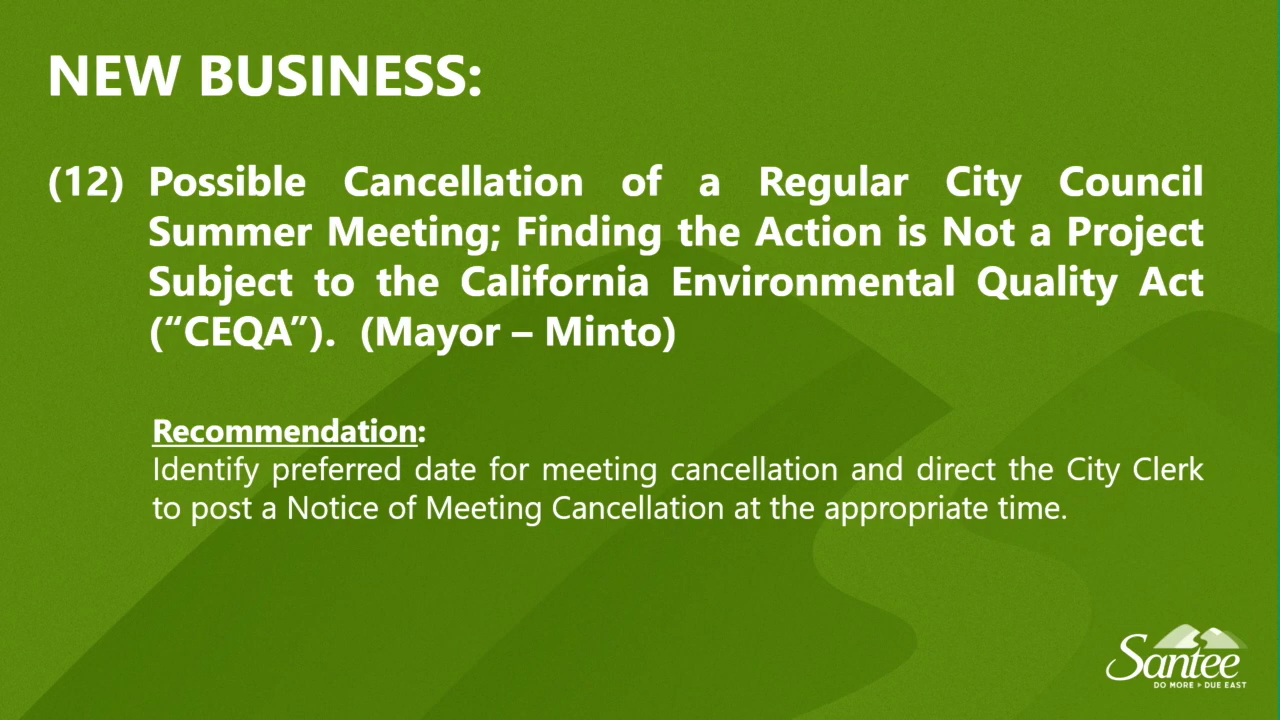 NEW BUSINESS:
(12) Possible Cancellation of a Regular City Council
Summer Meeting; Finding the Action is Not a Project
Subject to the California Environmental Quality Act
(“CEQA”). (Mayor – Minto)
Recommendation:
Identify preferred date for meeting cancellation and direct the City Clerk
to post a Notice of Meeting Cancellation at the appropriate time.
Santee
DO MORE ▸ DUE EAST